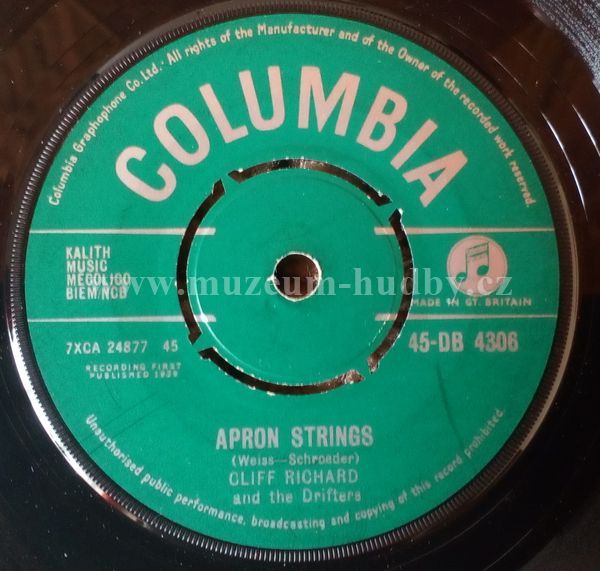 Columbia Graphophone Co. Ltd. · All rights of the Manufacturer and of the Owner of the recorded work reserved.
COLUMBIA
KALITH
MUSIC
MEGOLIGO
BIEM/NCB
www.muzeum-hudby.cz
MADE IN GT. BRITAIN
7XCA 24877 45
45-DB 4306
RECORDING FIRST
PUBLISHED 1959
APRON STRINGS
(Weiss—Schroeder)
CLIFF RICHARD
and the Drifters
Unauthorised public performance, broadcasting and copying of this record prohibited.